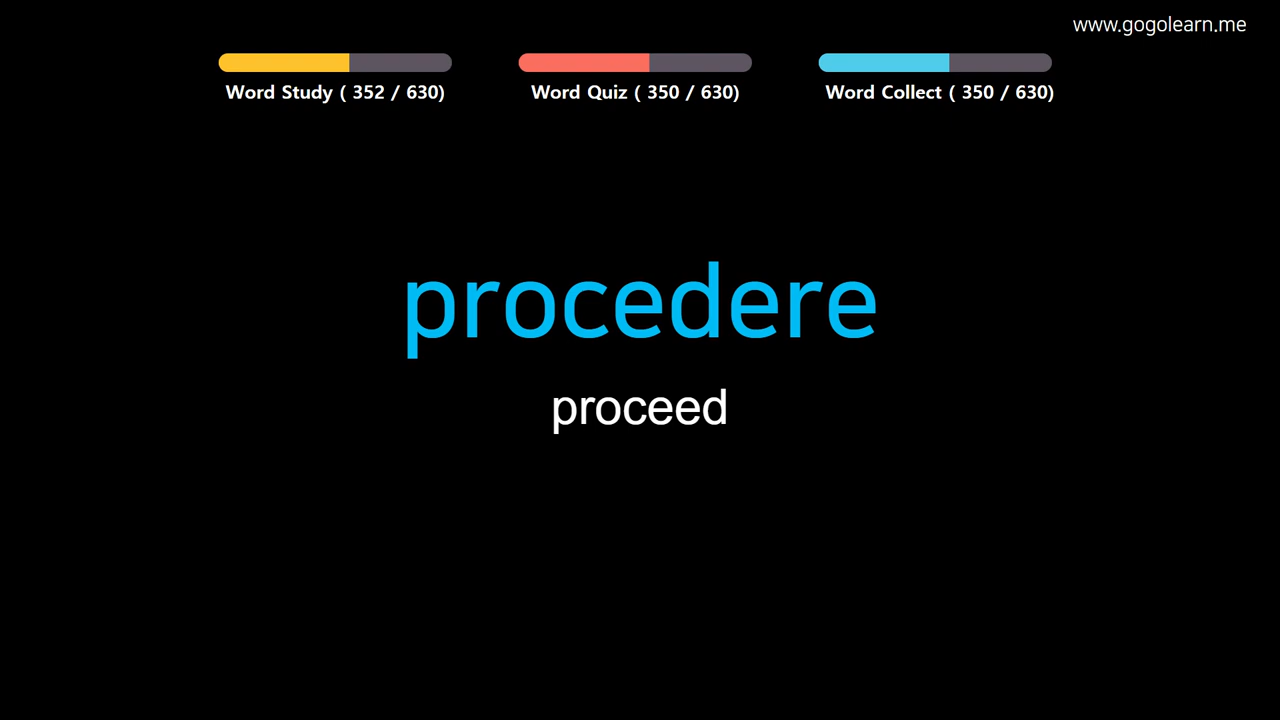 www.gogolearn.me
Word Study ( 352 / 630)
Word Quiz ( 350 / 630)
Word Collect ( 350 / 630)
procedere
proceed